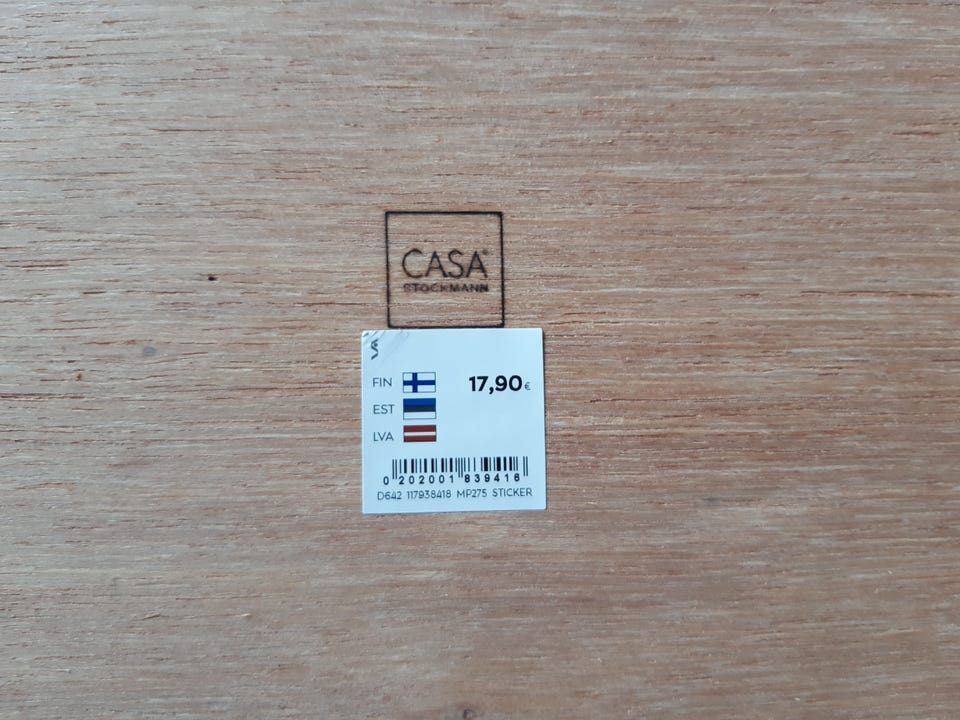 CASA®
STOCKMANN
FIN 17,90 €
EST
LVA
0 202001 839416
D642 117938418 MP275 STICKER